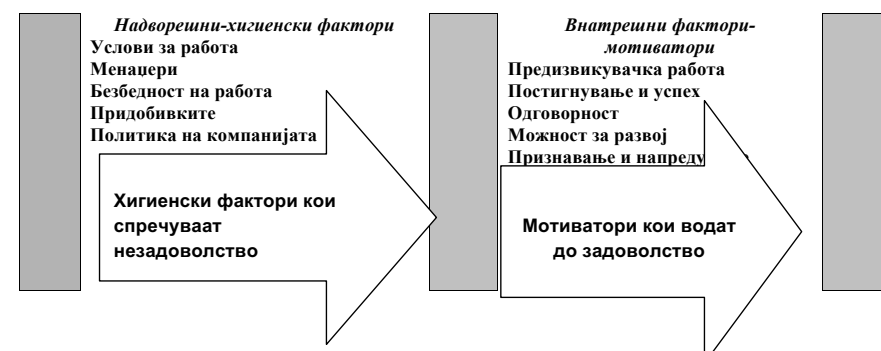 Надворешни-хигиенски фактори
Услови за работа
Менаџери
Безбедност на работа
Придобивките
Политика на компанијата
Хигиенски фактори кои
спречуваат
незадоволство
Внатрешни фактори-
мотиватори
Предизвикувачка работа
Постигнување и успех
Одговорност
Можност за развој
Признавање и
Мотиватори кои водат
до задоволство